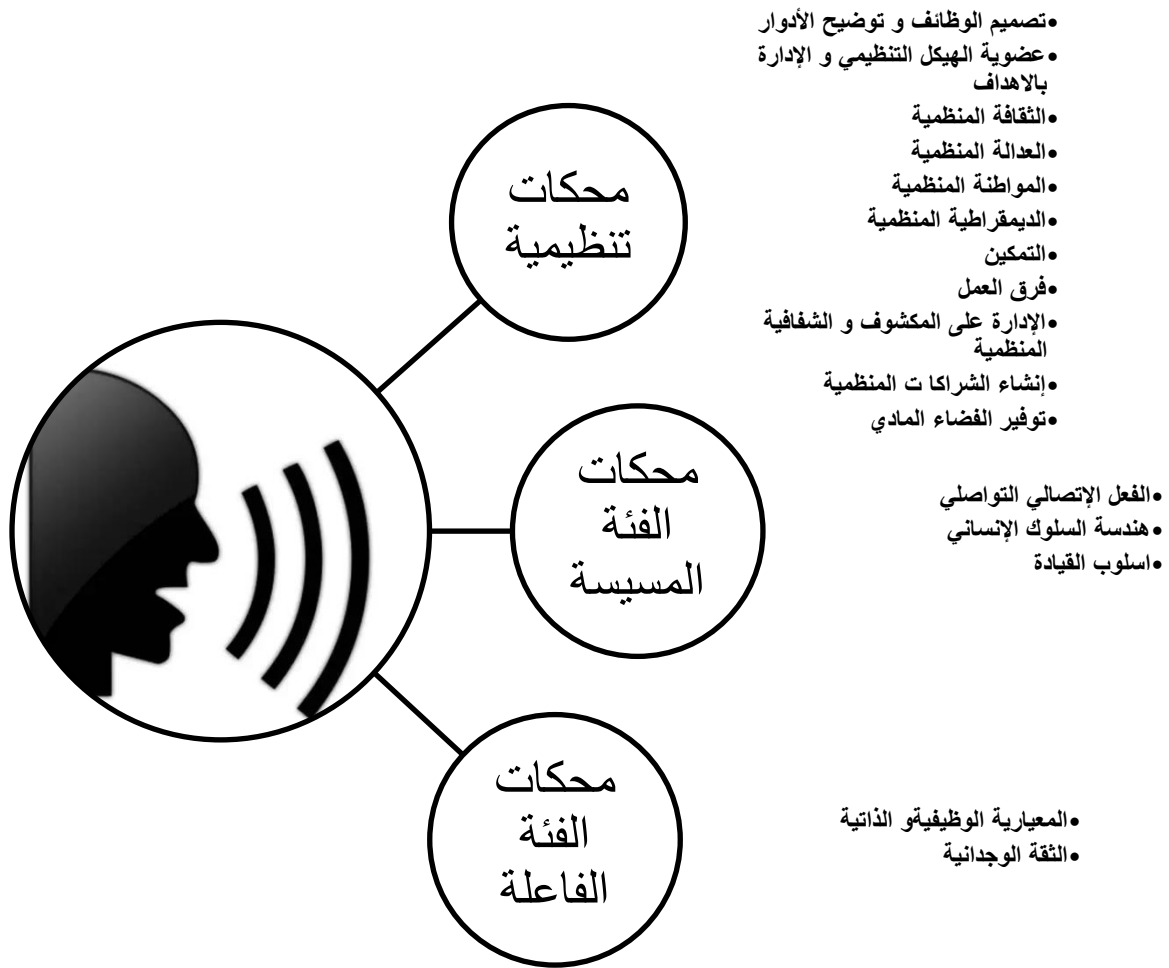 •تصميم الوظائف و توضيح الأدوار
•عضوية الهيكل التنظيمي و الإدارة
بالاهداف
•الثقافة المنظمية
•العدالة المنظمية
•المواطنة المنظمية
•الديمقراطية المنظمية
•التمكين
•فرق العمل
•الإدارة على المكشوف و الشفافية
المنظمية
•إنشاء الشراكا ت المنظمية
•توفير الفضاء المادي
محكات
تنظيمية
•الفعل الإتصالي التواصلي
•هندسة السلوك الإنساني
•اسلوب القيادة
محكات
الفئة
المسيسة
•المعيارية الوظيفيةو الذاتية
•الثقة الوجدانية
محكات
الفئة
الفاعلة